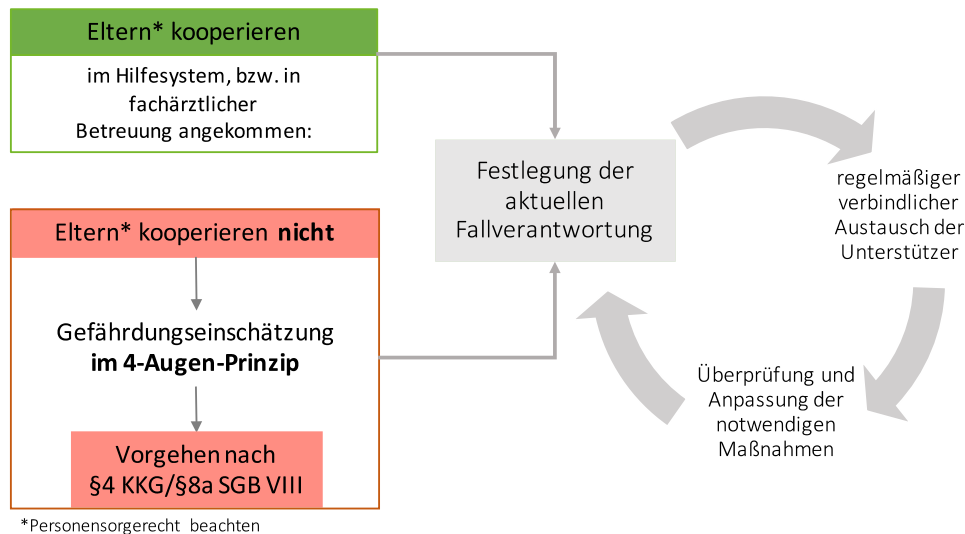 Eltern* kooperieren
im Hilfesystem, bzw. in
fachärztlicher
Betreuung angekommen:
Eltern* kooperieren nicht
Gefährdungseinschätzung
im 4-Augen-Prinzip
Vorgehen nach
§4 KKG/§8a SGB VIII
*Personensorgerecht beachten
Festlegung der
aktuellen
Fallverantwortung
regelmäßiger
verbindlicher
Austausch der
Unterstützer
Überprüfung und
Anpassung der
notwendigen
Maßnahmen